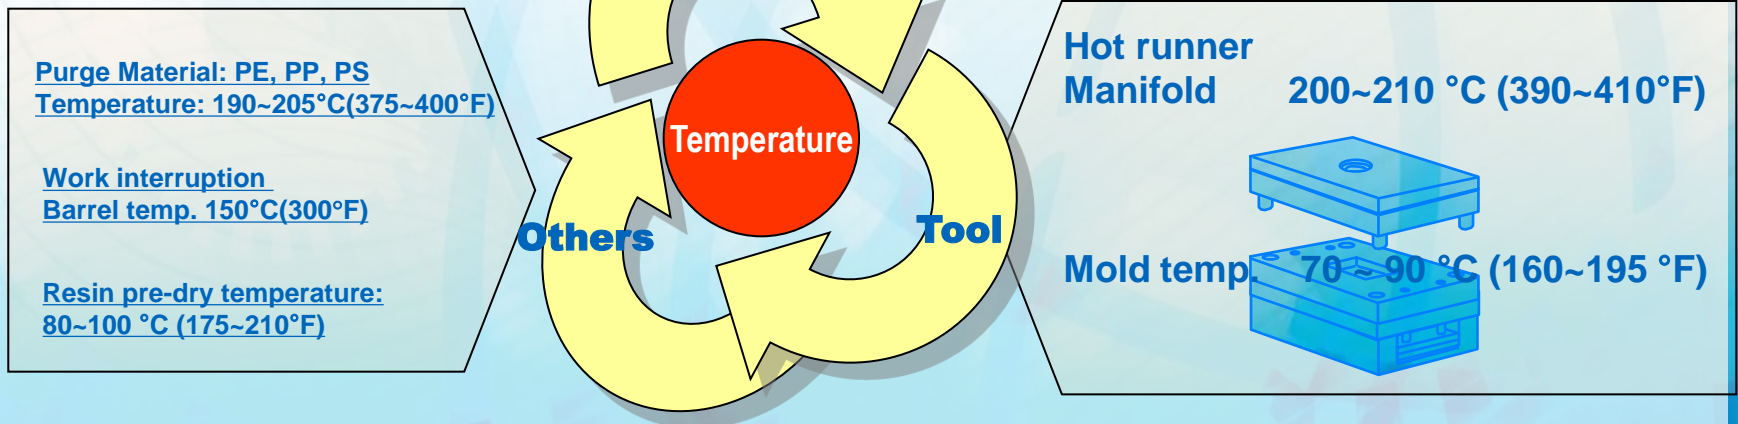 Purge Material: PE, PP, PS
Temperature: 190~205°C(375~400°F)
Work interruption
Barrel temp. 150°C(300°F)
Resin pre-dry temperature:
80~100 °C (175~210°F)
Temperature
Others
Tool
Hot runner
Manifold 200~210 °C (390~410°F)
Mold temp. 70 ~ 90 °C (160~195 °F)